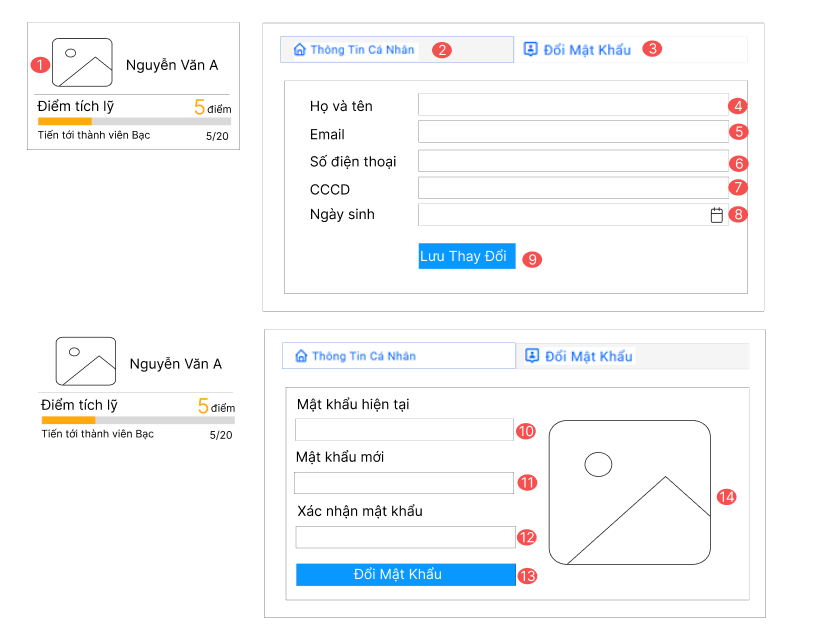 1
Nguyễn Văn A
Điểm tích lỹ 5 điểm
Tiến tới thành viên Bạc 5/20
Thông Tin Cá Nhân 2 Đổi Mật Khẩu 3
Họ và tên 4
Email 5
Số điện thoại 6
CCCD 7
Ngày sinh 8
Lưu Thay Đổi 9
Nguyễn Văn A
Điểm tích lỹ 5 điểm
Tiến tới thành viên Bạc 5/20
Thông Tin Cá Nhân Đổi Mật Khẩu
Mật khẩu hiện tại
10
Mật khẩu mới
11
Xác nhận mật khẩu
12
Đổi Mật Khẩu 13
14